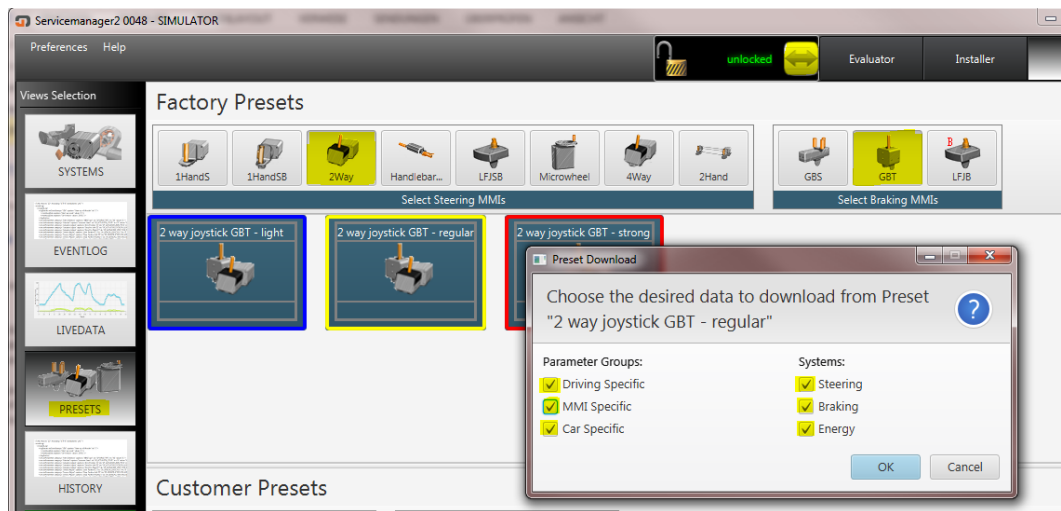 Servicemanager2 0048 - SIMULATOR
Preferences Help
unlocked
Evaluator
Installer
Views Selection
SYSTEMS
EVENTLOG
LIVEDATA
PRESETS
HISTORY
Factory Presets
1HandS
1HandSB
2Way
Handlebar...
LFJSB
Microwheel
4Way
2Hand
Select Steering MMIs
GBS
GBT
B
LFJB
Select Braking MMIs
2 way joystick GBT - light
2 way joystick GBT - regular
2 way joystick GBT - strong
Preset Download
Choose the desired data to download from Preset
"2 way joystick GBT - regular"
?
Parameter Groups:
Driving Specific
MMI Specific
Car Specific
Systems:
Steering
Braking
Energy
OK
Cancel
Customer Presets